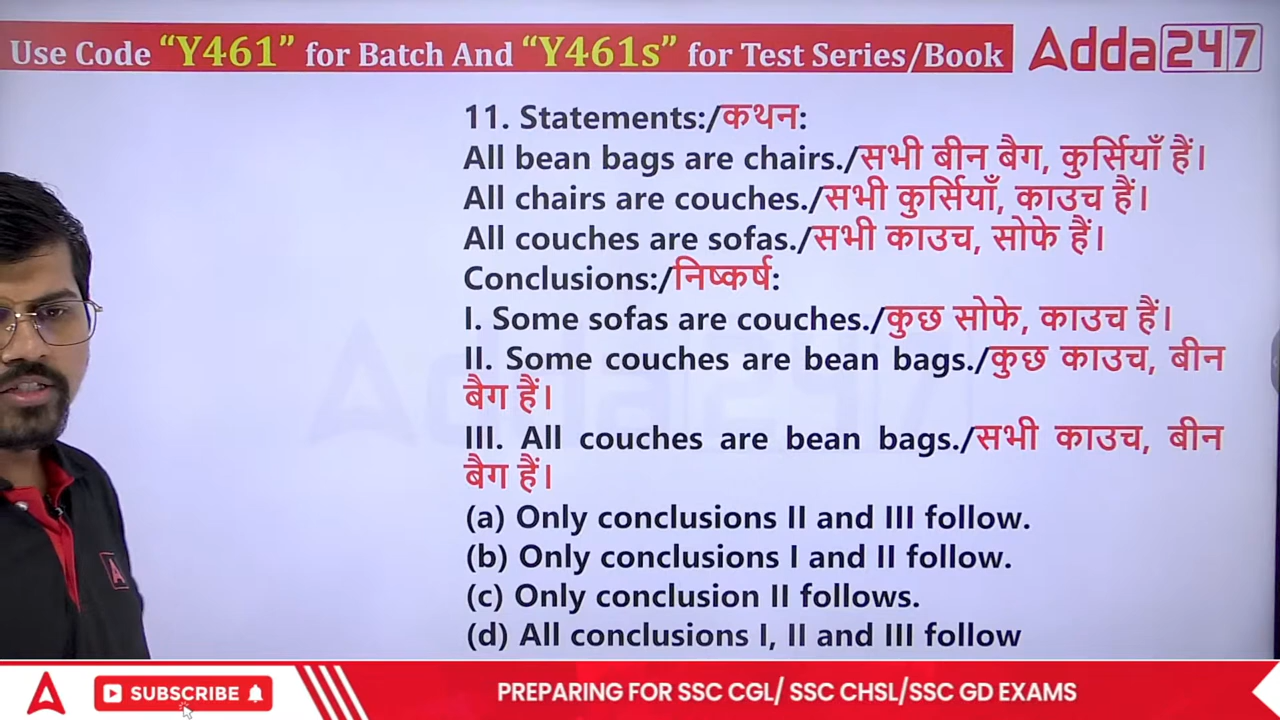 Use Code “Y461” for Batch And “Y461s” for Test Series/Book Adda247
11. Statements:/कथन:
All bean bags are chairs./सभी बीन बैग, कुर्सियाँ हैं।
All chairs are couches./सभी कुर्सियाँ, काउच हैं।
All couches are sofas./सभी काउच, सोफे हैं।
Conclusions:/निष्कर्ष:
I. Some sofas are couches./कुछ सोफे, काउच हैं।
II. Some couches are bean bags./कुछ काउच, बीन
बैग हैं।
III. All couches are bean bags./सभी काउच, बीन
बैग हैं।
(a) Only conclusions II and III follow.
(b) Only conclusions I and II follow.
(c) Only conclusion II follows.
(d) All conclusions I, II and III follow
SUBSCRIBE
PREPARING FOR SSC CGL/ SSC CHSL/SSC GD EXAMS